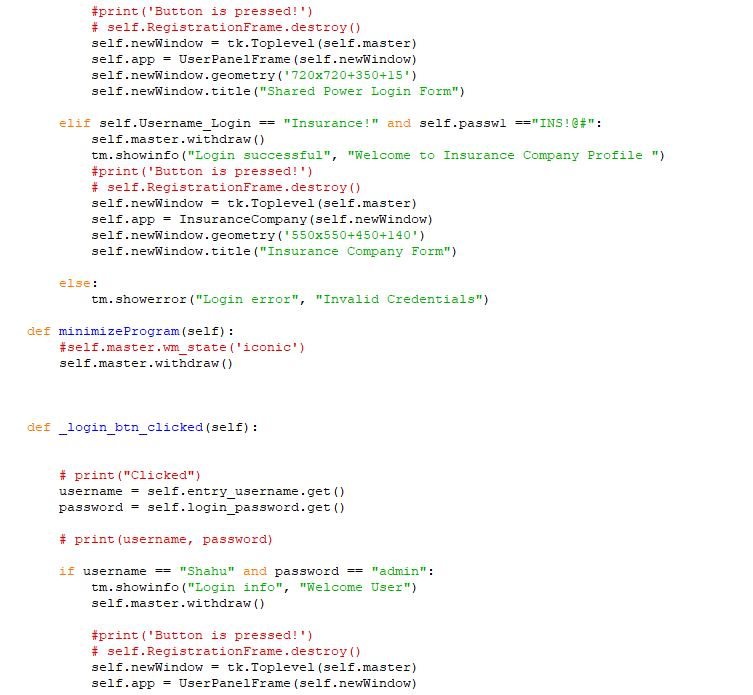 #print('Button is pressed!')
# self.RegistrationFrame.destroy()
self.newWindow = tk.Toplevel(self.master)
self.app = UserPanelFrame(self.newWindow)
self.newWindow.geometry('720x720+350+15')
self.newWindow.title("Shared Power Login Form")
elif self.Username_Login == "Insurance!" and self.passwl =="INS!@#":
self.master.withdraw()
tm.showinfo("Login successful", "Welcome to Insurance Company Profile ")
#print('Button is pressed!')
# self.RegistrationFrame.destroy()
self.newWindow = tk.Toplevel(self.master)
self.app = InsuranceCompany(self.newWindow)
self.newWindow.geometry('550x550+450+140')
self.newWindow.title("Insurance Company Form")
else:
tm.showerror("Login error", "Invalid Credentials")
def minimizeProgram(self):
#self.master.wm_state('iconic')
self.master.withdraw()
def _login_btn_clicked(self):
# print("Clicked")
username = self.entry_username.get()
password = self.login_password.get()
# print(username, password)
if username == "Shahu" and password == "admin":
tm.showinfo("Login info", "Welcome User")
self.master.withdraw()
#print('Button is pressed!')
# self.RegistrationFrame.destroy()
self.newWindow = tk.Toplevel(self.master)
self.app = UserPanelFrame(self.newWindow)